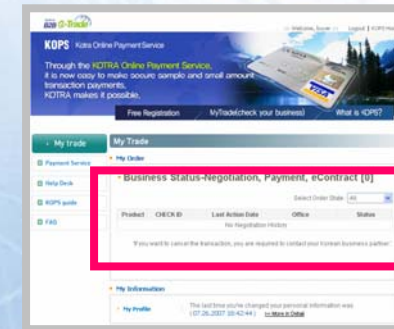 B2B e-Trade
Welcome, buyer
Logout | KOPS Home
KOPS Kotra Online Payment Service
Through the KOTRA Online Payment Service,
it is now easy to make secure sample and small amount
transaction payments.
KOTRA makes it possible.
VISA
Free Registration
MyTrade(check your business)
What is KOPS?
My trade
My Trade
Payment Service
Help Desk
KOPS guide
FAQ
My Order
Business Status-Negotiation, Payment, eContract [0]
Select Order State All
Product CHECK ID Last Action Date Office Status
No Negotiation History
If you want to cancel the transaction, you are required to contact your Korean business partner.
My Information
My Profile
The last time you've changed your personal information was
(07.26.2007 18:42:44) >> More in Detail